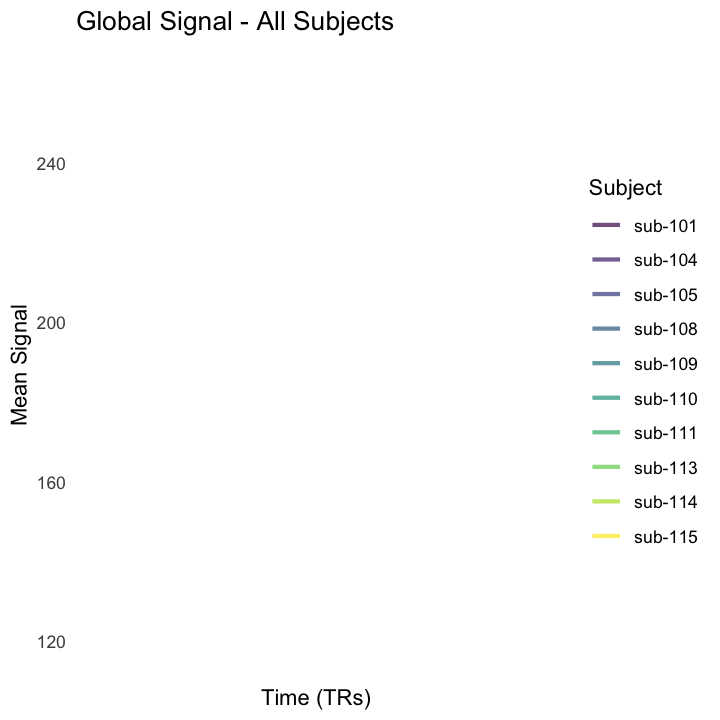 Global Signal - All Subjects
240
200
160
120
Mean Signal
Time (TRs)
Subject
sub-101
sub-104
sub-105
sub-108
sub-109
sub-110
sub-111
sub-113
sub-114
sub-115